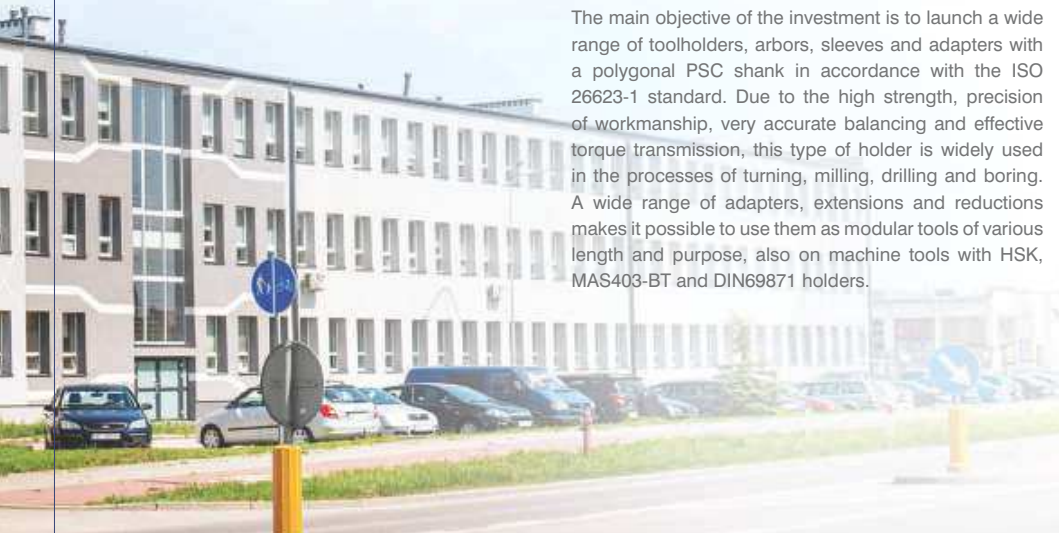 The main objective of the investment is to launch a wide
range of toolholders, arbors, sleeves and adapters with
a polygonal PSC shank in accordance with the ISO
26623-1 standard. Due to the high strength, precision
of workmanship, very accurate balancing and effective
torque transmission, this type of holder is widely used
in the processes of turning, milling, drilling and boring.
A wide range of adapters, extensions and reductions
makes it possible to use them as modular tools of various
length and purpose, also on machine tools with HSK,
MAS403-BT and DIN69871 holders.